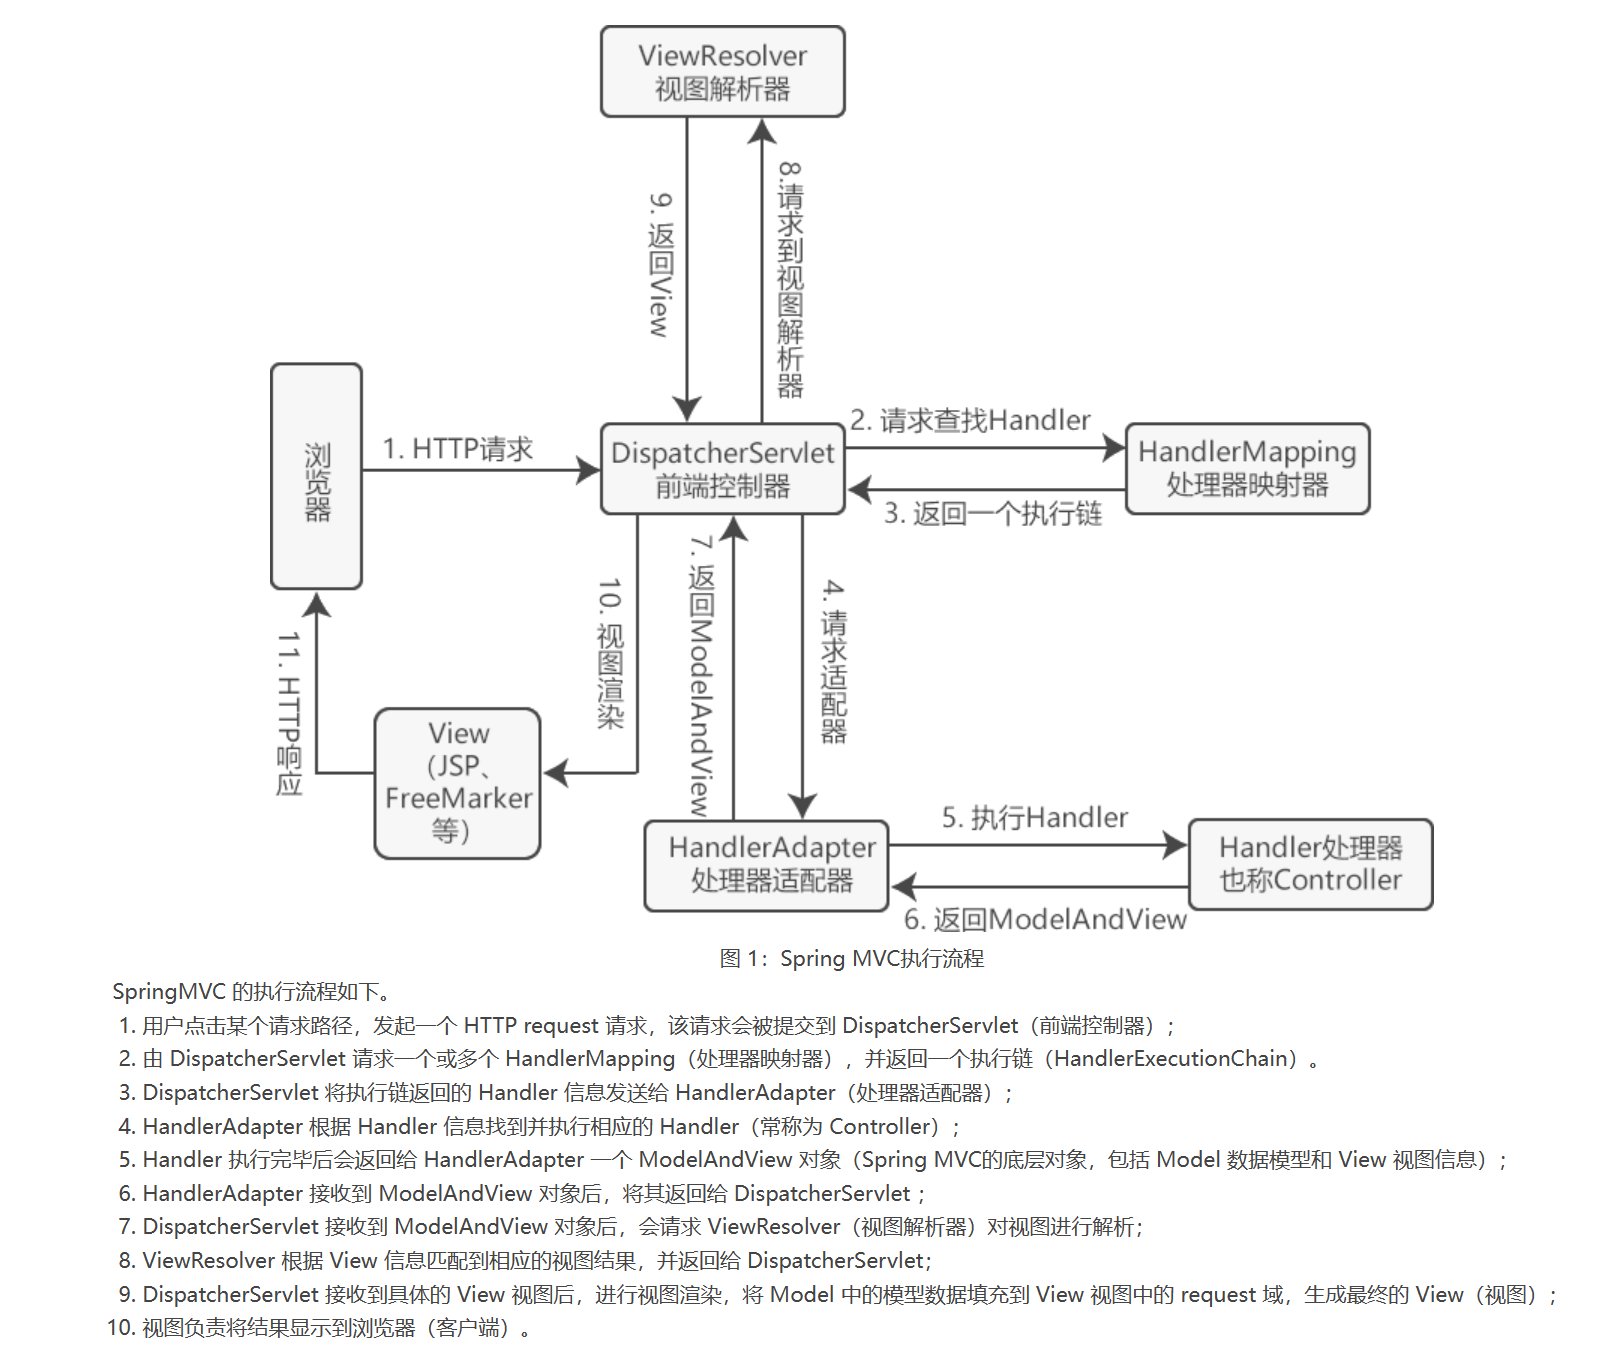 ViewResolver
视图解析器
9. 返回View
8.请求到视图解析器
浏览器
1. HTTP请求
DispatcherServlet
前端控制器
2. 请求查找Handler
3. 返回一个执行链
HandlerMapping
处理器映射器
10. 视图渲染
7. 返回ModelAndView
4. 请求适配器
11. HTTP响应
View
（JSP、
FreeMarker
等）
HandlerAdapter
处理器适配器
5. 执行Handler
6. 返回ModelAndView
Handler处理器
也称Controller
图 1：Spring MVC执行流程
SpringMVC 的执行流程如下。
1. 用户点击某个请求路径，发起一个 HTTP request 请求，该请求会被提交到 DispatcherServlet（前端控制器）；
2. 由 DispatcherServlet 请求一个或多个 HandlerMapping（处理器映射器），并返回一个执行链（HandlerExecutionChain）。
3. DispatcherServlet 将执行链返回的 Handler 信息发送给 HandlerAdapter（处理器适配器）；
4. HandlerAdapter 根据 Handler 信息找到并执行相应的 Handler（常称为 Controller）；
5. Handler 执行完毕后会返回给 HandlerAdapter 一个 ModelAndView 对象（Spring MVC的底层对象，包括 Model 数据模型和 View 视图信息）；
6. HandlerAdapter 接收到 ModelAndView 对象后，将其返回给 DispatcherServlet ；
7. DispatcherServlet 接收到 ModelAndView 对象后，会请求 ViewResolver（视图解析器）对视图进行解析；
8. ViewResolver 根据 View 信息匹配到相应的视图结果，并返回给 DispatcherServlet；
9. DispatcherServlet 接收到具体的 View 视图后，进行视图渲染，将 Model 中的模型数据填充到 View 视图中的 request 域，生成最终的 View（视图）；
10. 视图负责将结果显示到浏览器（客户端）。